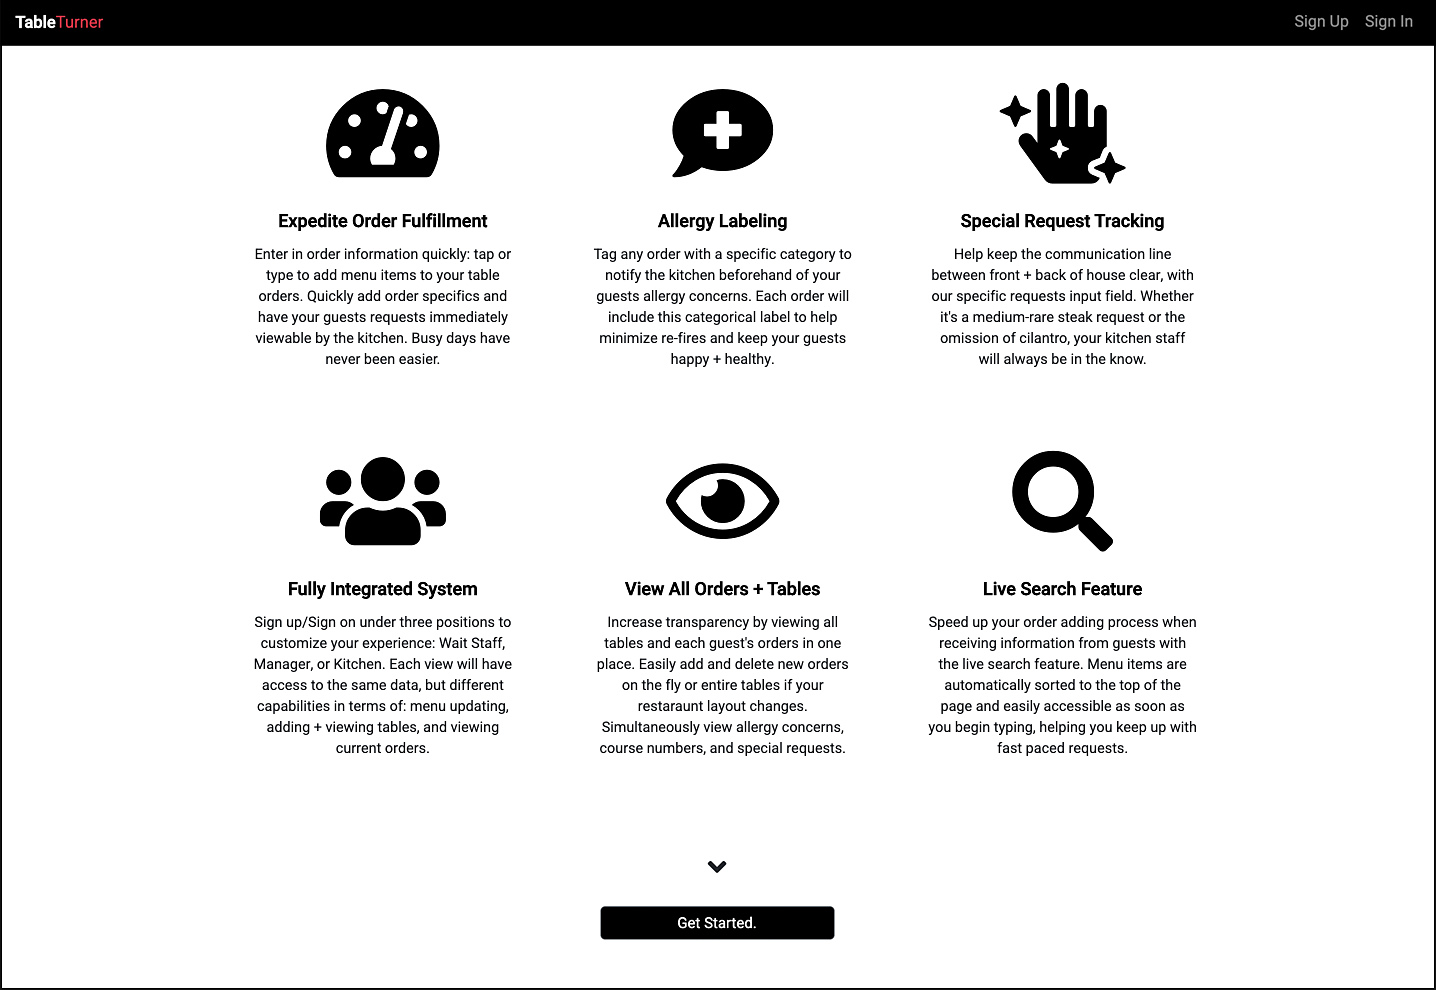 TableTurner
Sign Up Sign In
Expedite Order Fulfillment
Enter in order information quickly: tap or
type to add menu items to your table
orders. Quickly add order specifics and
have your guests requests immediately
viewable by the kitchen. Busy days have
never been easier.
Allergy Labeling
Tag any order with a specific category to
notify the kitchen beforehand of your
guests allergy concerns. Each order will
include this categorical label to help
minimize re-fires and keep your guests
happy + healthy.
Special Request Tracking
Help keep the communication line
between front + back of house clear, with
our specific requests input field. Whether
it's a medium-rare steak request or the
omission of cilantro, your kitchen staff
will always be in the know.
Fully Integrated System
Sign up/Sign on under three positions to
customize your experience: Wait Staff,
Manager, or Kitchen. Each view will have
access to the same data, but different
capabilities in terms of: menu updating,
adding + viewing tables, and viewing
current orders.
View All Orders + Tables
Increase transparency by viewing all
tables and each guest's orders in one
place. Easily add and delete new orders
on the fly or entire tables if your
restaraunt layout changes.
Simultaneously view allergy concerns,
course numbers, and special requests.
Live Search Feature
Speed up your order adding process when
receiving information from guests with
the live search feature. Menu items are
automatically sorted to the top of the
page and easily accessible as soon as
you begin typing, helping you keep up with
fast paced requests.
Get Started.